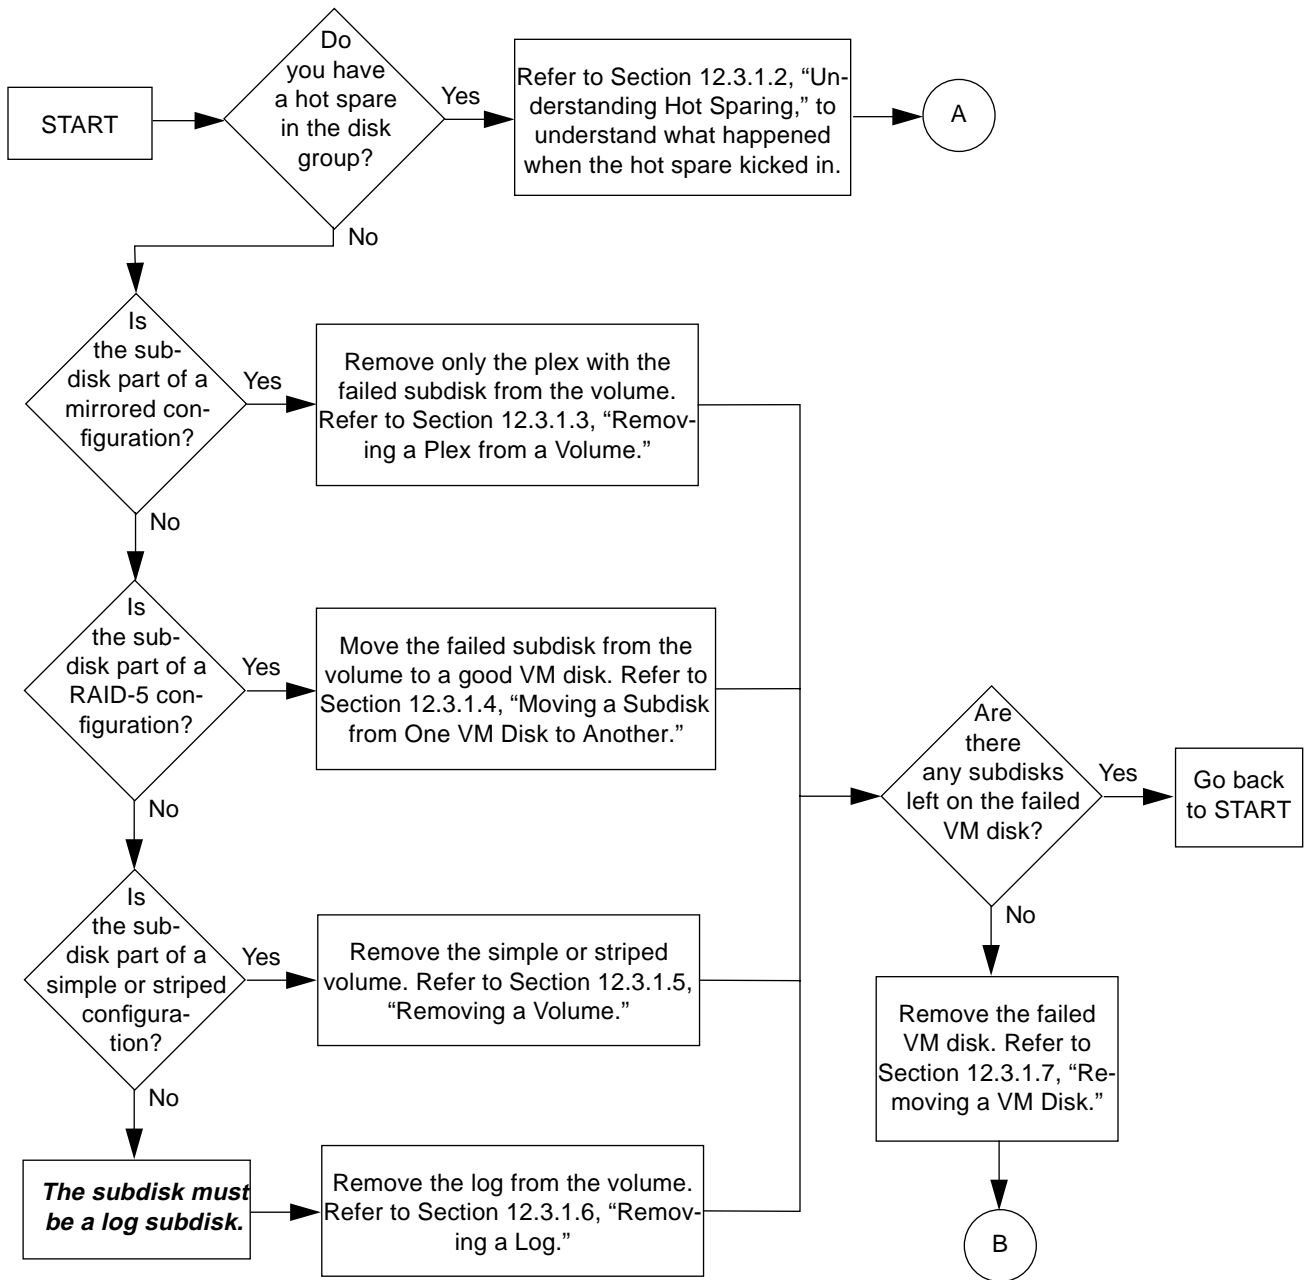 START
Do
you have
a hot spare
in the disk
group?
Yes
Refer to Section 12.3.1.2, “Un-
derstanding Hot Sparing,” to
understand what happened
when the hot spare kicked in.
A
No
Is
the sub-
disk part of a
mirrored con-
figuration?
Yes
Remove only the plex with the
failed subdisk from the volume.
Refer to Section 12.3.1.3, “Remov-
ing a Plex from a Volume.”
No
Is
the sub-
disk part of a
RAID-5 con-
figuration?
Yes
Move the failed subdisk from the
volume to a good VM disk. Refer to
Section 12.3.1.4, “Moving a Subdisk
from One VM Disk to Another.”
No
Is
the sub-
disk part of a
simple or striped
configura-
tion?
Yes
Remove the simple or striped
volume. Refer to Section 12.3.1.5,
“Removing a Volume.”
No
The subdisk must
be a log subdisk.
Remove the log from the volume.
Refer to Section 12.3.1.6, “Remov-
ing a Log.”
Are
there
any subdisks
left on the failed
VM disk?
Yes
Go back
to START
No
Remove the failed
VM disk. Refer to
Section 12.3.1.7, “Re-
moving a VM Disk.”
B